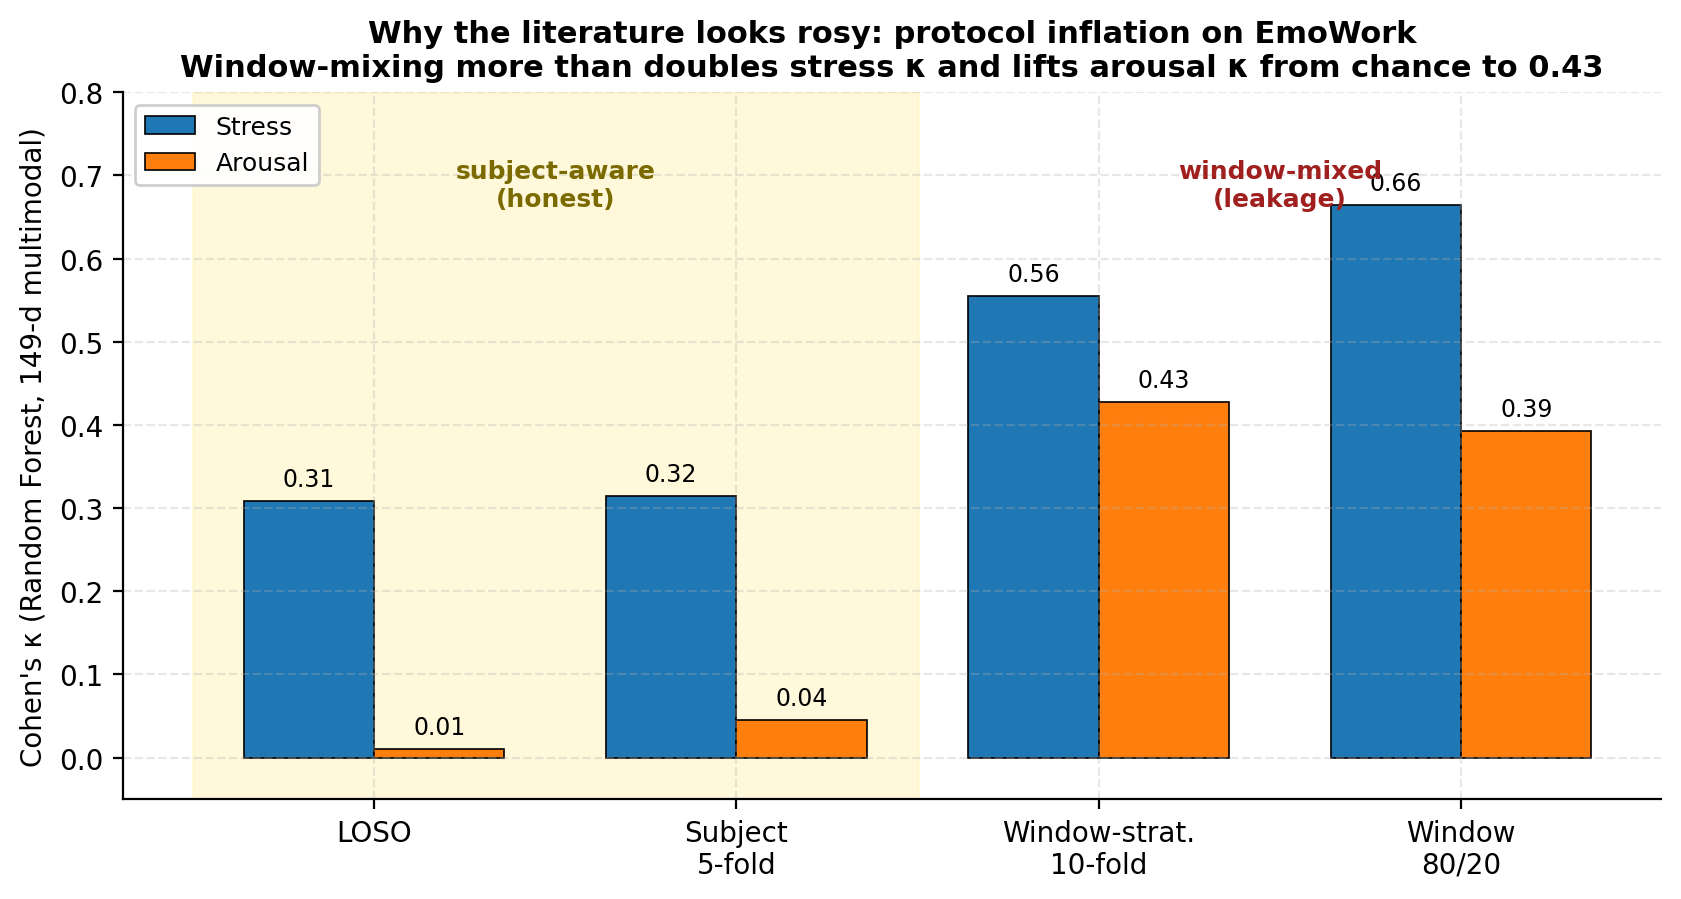 Why the literature looks rosy: protocol inflation on EmoWork
Window-mixing more than doubles stress κ and lifts arousal κ from chance to 0.43
Cohen's κ (Random Forest, 149-d multimodal)
0.8
0.7
0.6
0.5
0.4
0.3
0.2
0.1
0.0
Stress
Arousal
subject-aware
(honest)
window-mixed
(leakage)
0.31
0.01
0.32
0.04
0.56
0.43
0.66
0.39
LOSO
Subject
5-fold
Window-strat.
10-fold
Window
80/20